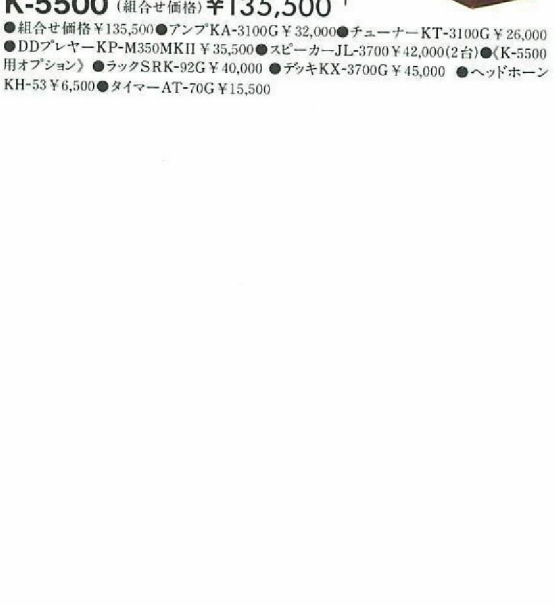 K-5500 (組合せ価格)￥135,500
●組合せ価格￥135,500●アンプKA-3100G￥32,000●チューナーKT-3100G￥26,000
●DDプレヤーKP-M350MKII￥35,500●スピーカーJL-3700￥42,000(2台)●《K-5500
用オプション》●ラックSRK-92G￥40,000 ●デッキKX-3700G￥45,000 ●ヘッドホーン
KH-53￥6,500●タイマーAT-70G￥15,500